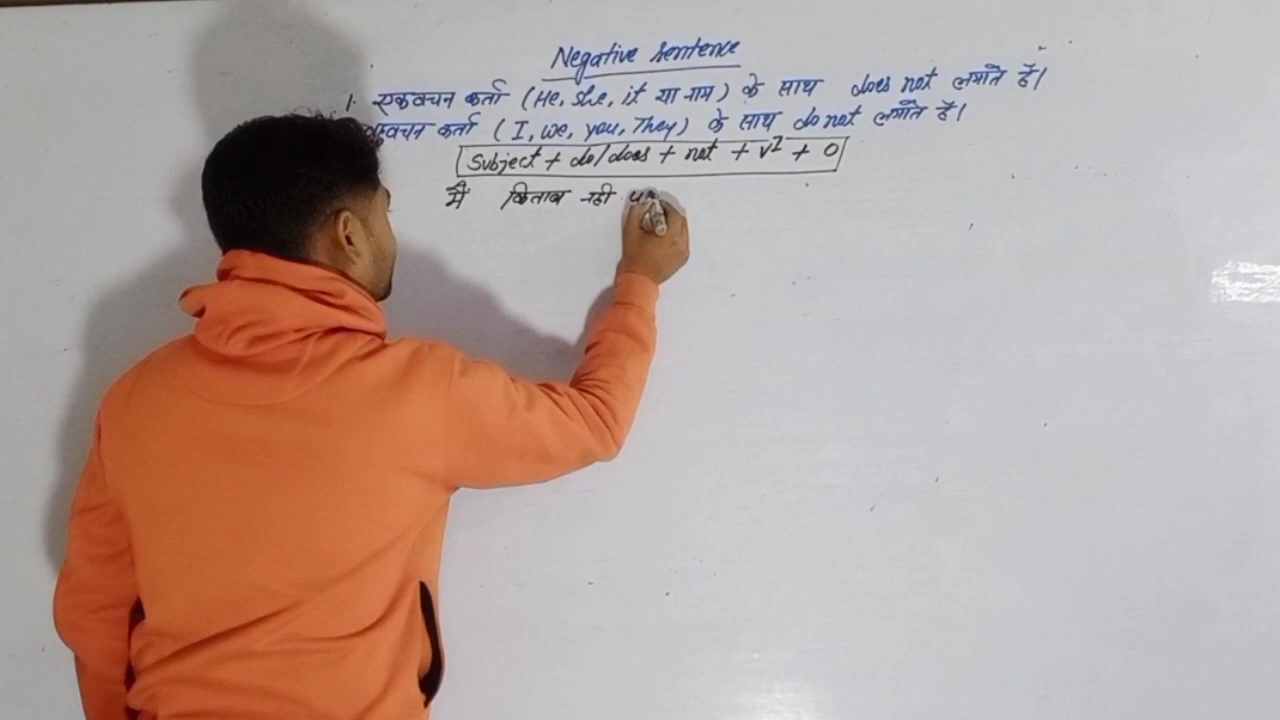 Negative Sentence
1. एकवचन कर्ता (He, she, it या नाम) के साथ does not लगाते हैं।
कर्ता (I, we, you, They) के साथ do not लगाते है।
Subject + do/does + not + v1 + O
मैं किताब नही